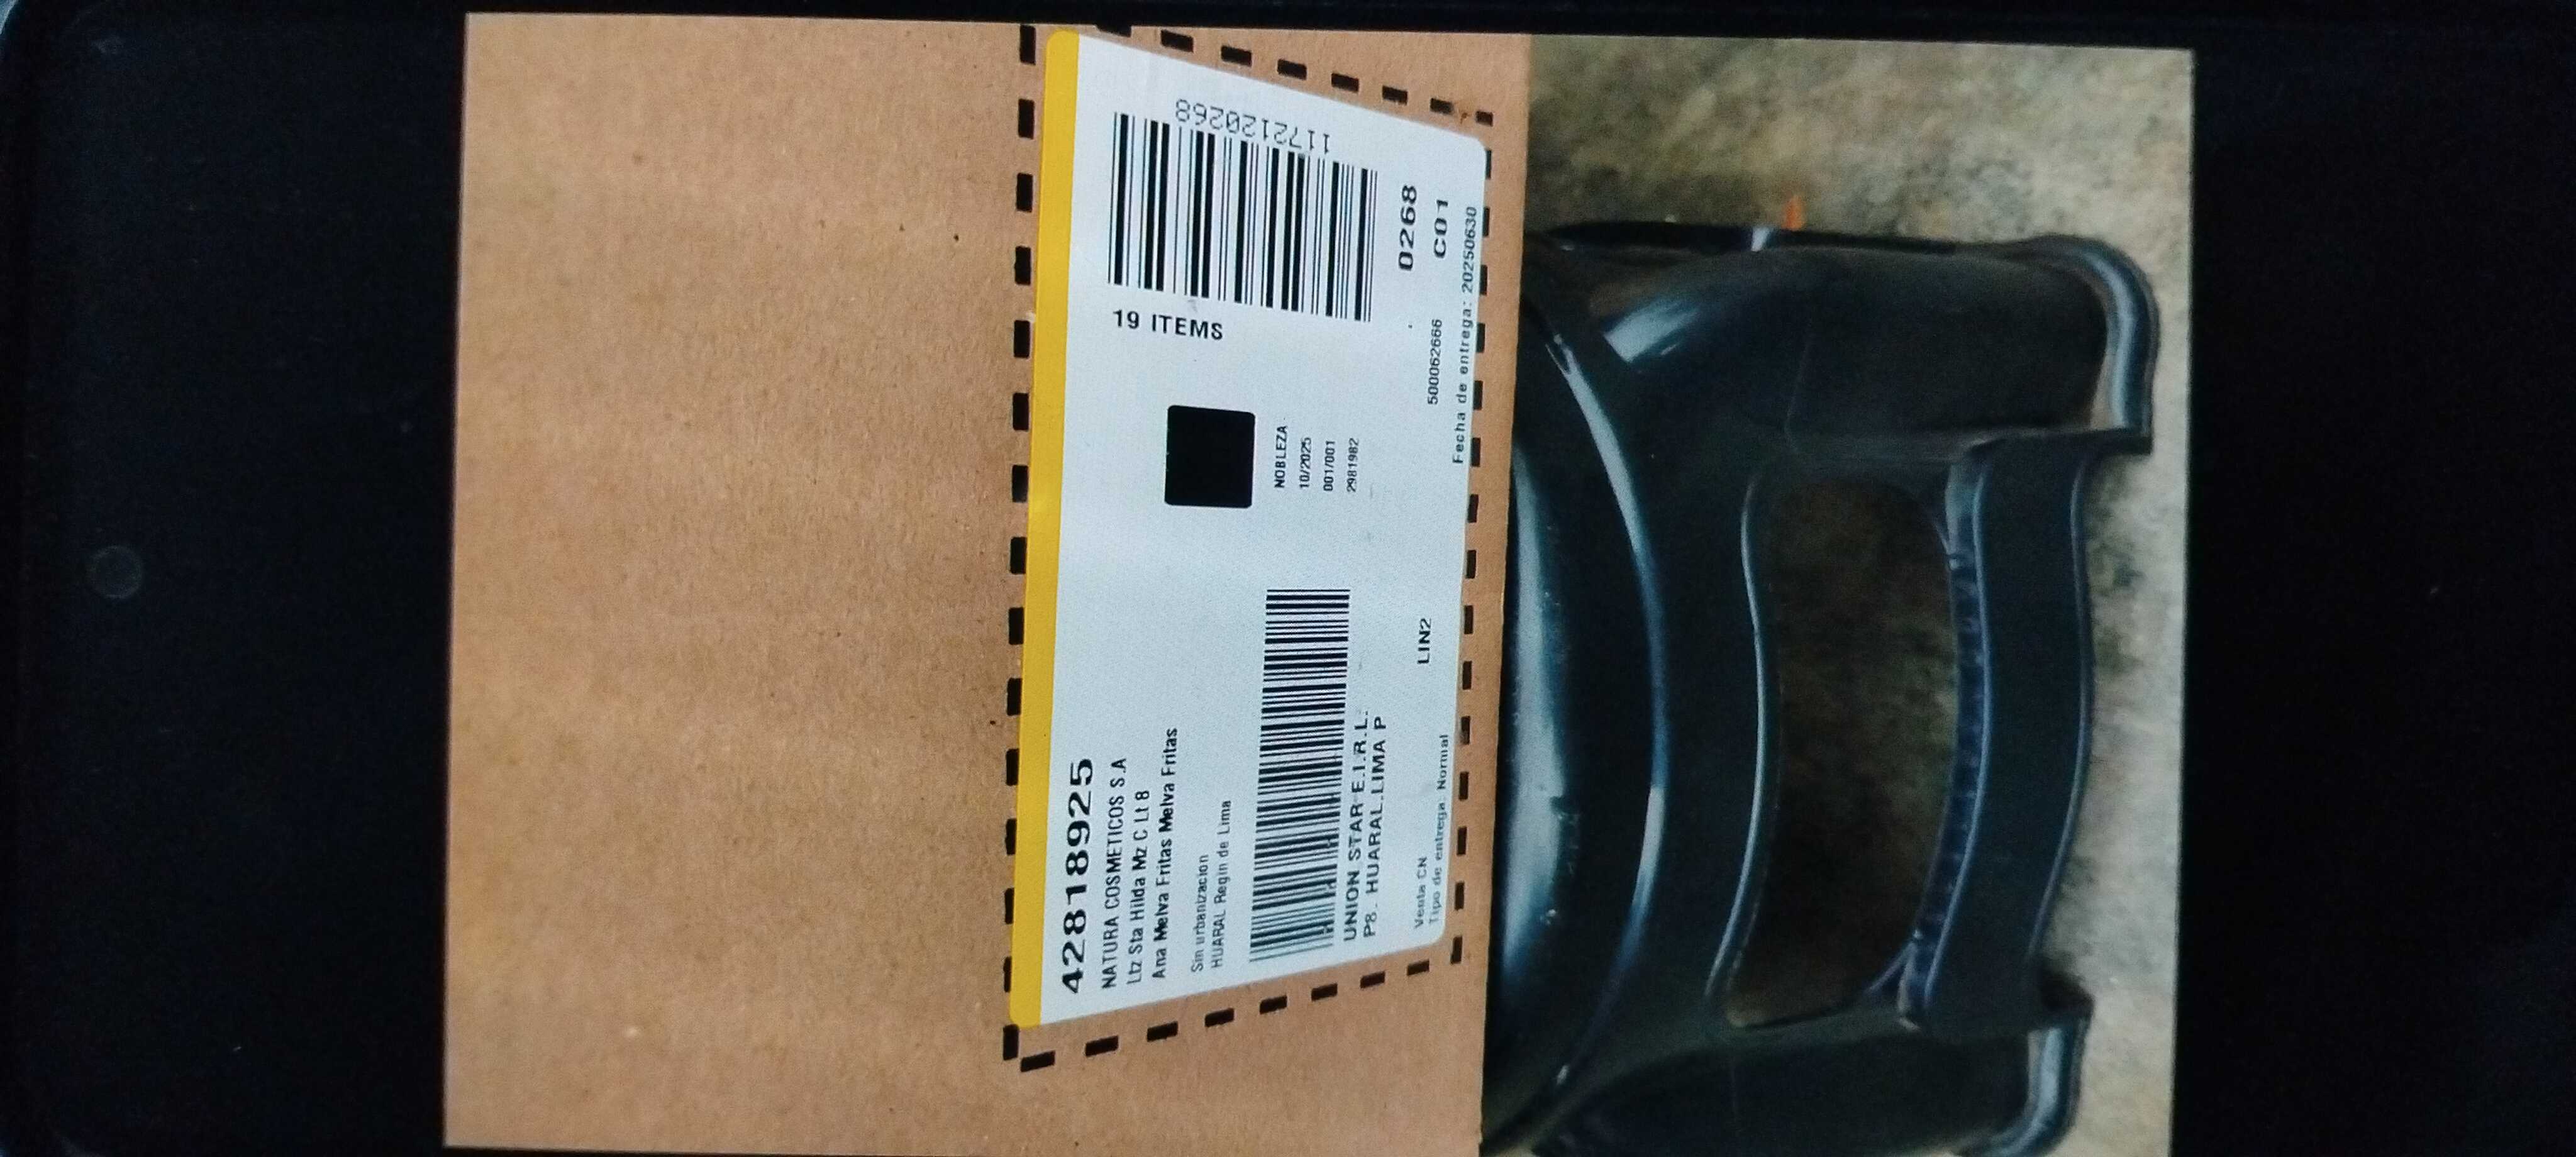 42818925
NATURA COSMETICOS S.A
Ltz Sta Hilda Mz C Lt 8
Ana Melva Fritas Melva Fritas
Sin urbanizacion
HUARAL Regin de Lima
UNION STAR E.I.R.L.
P8. HUARAL.LIMA P
Venta CN
LIN2
Tipo de entrega: Normal
NOBLEZA
10/2025
001/001
2981982
19 ITEMS
1172120268
0268
500062666
C01
Fecha de entrega: 20250630